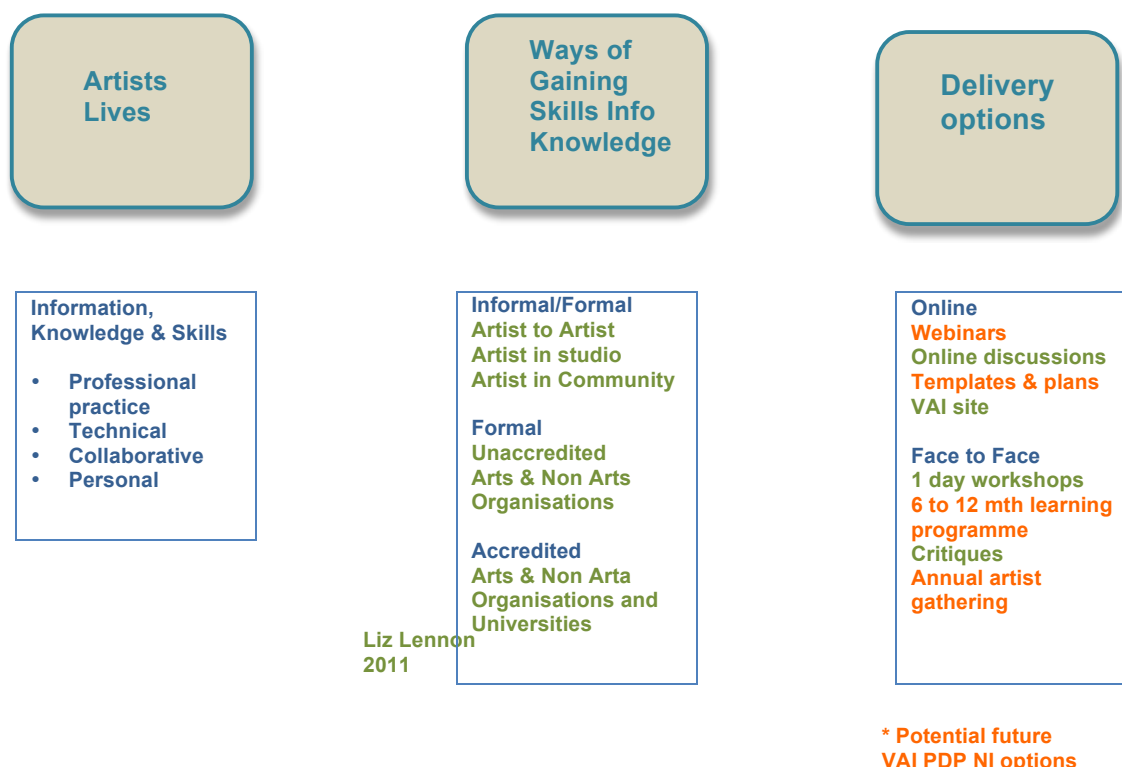 Artists
Lives
Ways of
Gaining
Skills Info
Knowledge
Delivery
options
Information,
Knowledge & Skills
• Professional
practice
• Technical
• Collaborative
• Personal
Informal/Formal
Artist to Artist
Artist in studio
Artist in Community
Formal
Unaccredited
Arts & Non Arts
Organisations
Accredited
Arts & Non Arta
Organisations and
Universities
Liz Lennon
2011
Online
Webinars
Online discussions
Templates & plans
VAI site
Face to Face
1 day workshops
6 to 12 mth learning
programme
Critiques
Annual artist
gathering
* Potential future
VAI PDP NI options